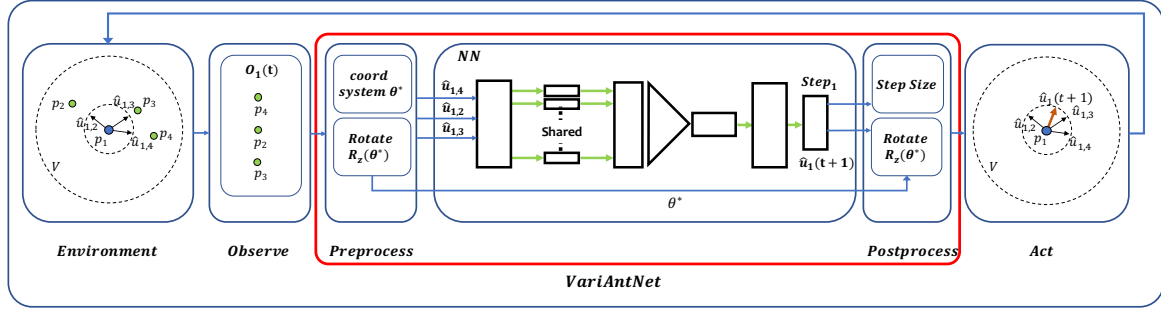 p₂
û₁,₃
p₃
û₁,₂
p₁
û₁,₄
p₄
V
Environment
O₁(t)
p₄
p₂
p₃
Observe
coord
system θ*
Rotate
R_z(θ*)
Preprocess
NN
û₁,₄
û₁,₂
û₁,₃
Shared
Step₁
û₁(t+1)
θ*
Step Size
Rotate
R_z(θ*)
Postprocess
û₁(t+1)
û₁,₂
û₁,₃
p₁
û₁,₄
V
Act
VariAntNet